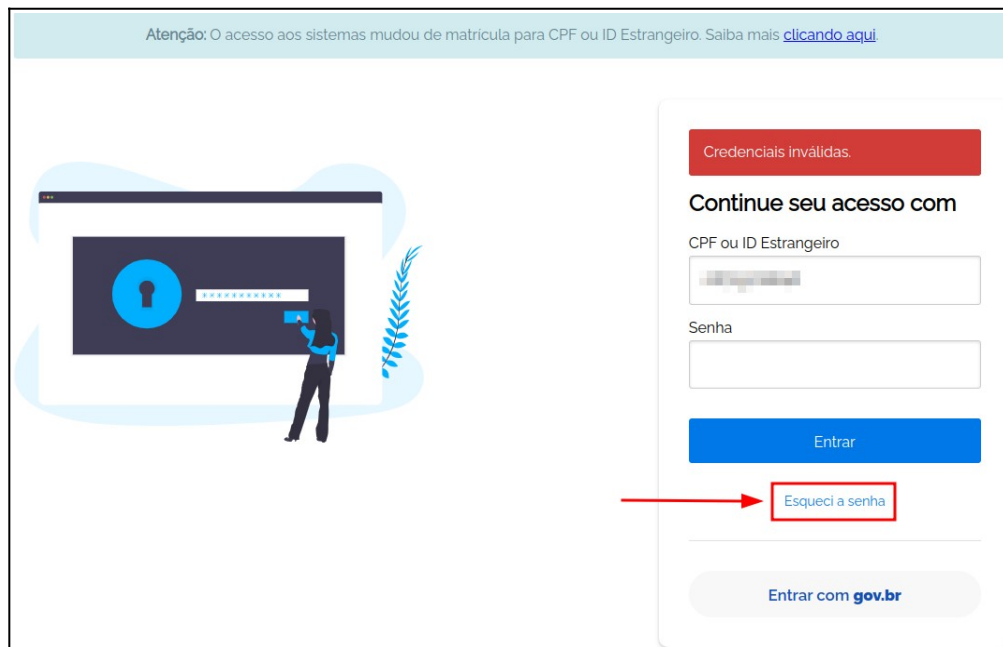 Atenção: O acesso aos sistemas mudou de matrícula para CPF ou ID Estrangeiro. Saiba mais clicando aqui.
Credenciais inválidas.
Continue seu acesso com
CPF ou ID Estrangeiro
Senha
Entrar
Esqueci a senha
Entrar com gov.br